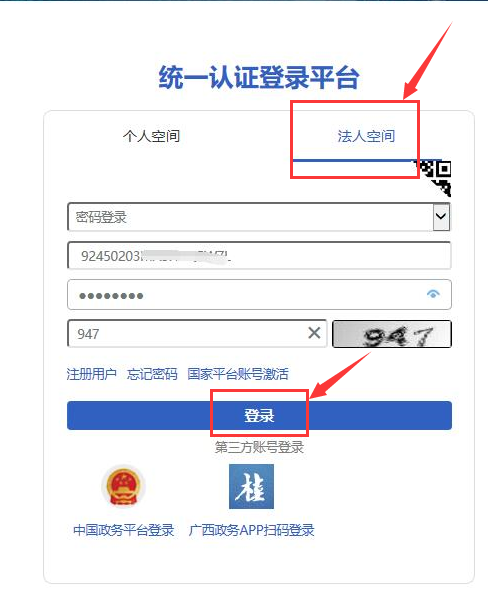 统一认证登录平台
个人空间 法人空间
密码登录
92450203
947 947
注册用户 忘记密码 国家平台账号激活
登录
第三方账号登录
桂
中国政务平台登录 广西政务APP扫码登录